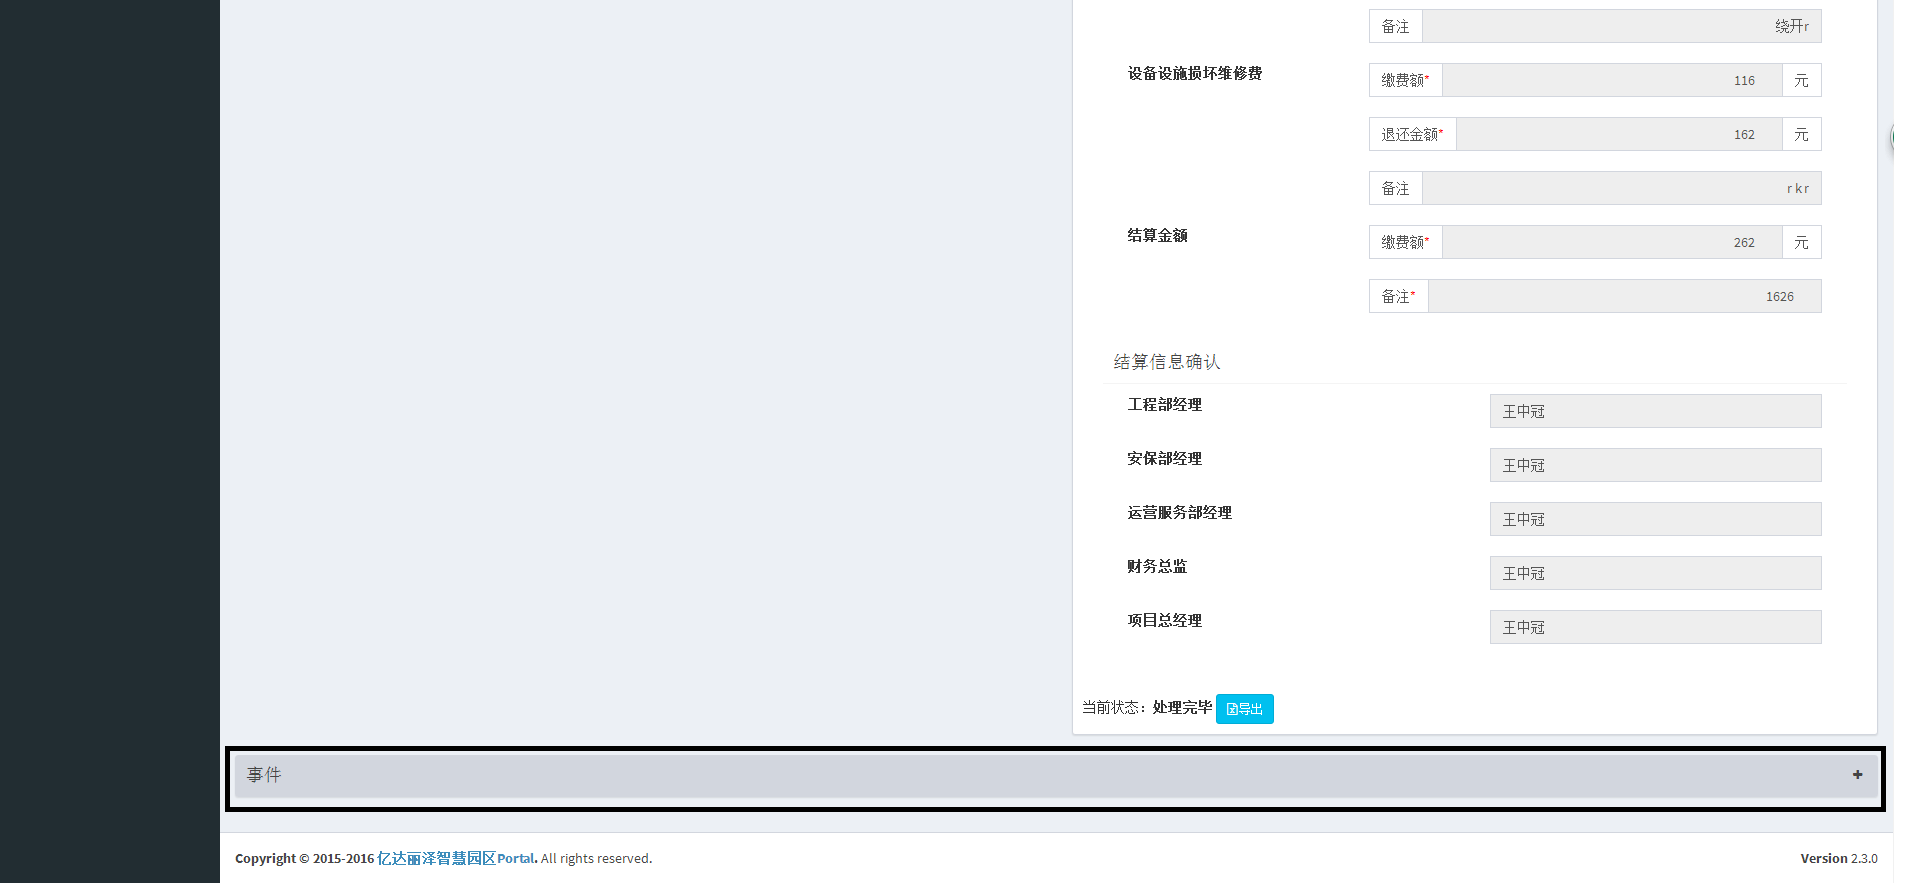 备注 绕开r
设备设施损坏维修费 缴费额* 116 元
退还金额* 162 元
备注 r k r
结算金额 缴费额* 262 元
备注* 1626
结算信息确认
工程部经理 王中冠
安保部经理 王中冠
运营服务部经理 王中冠
财务总监 王中冠
项目总经理 王中冠
当前状态：处理完毕 导出
事件 +
Copyright © 2015-2016 亿达丽泽智慧园区Portal. All rights reserved. Version 2.3.0